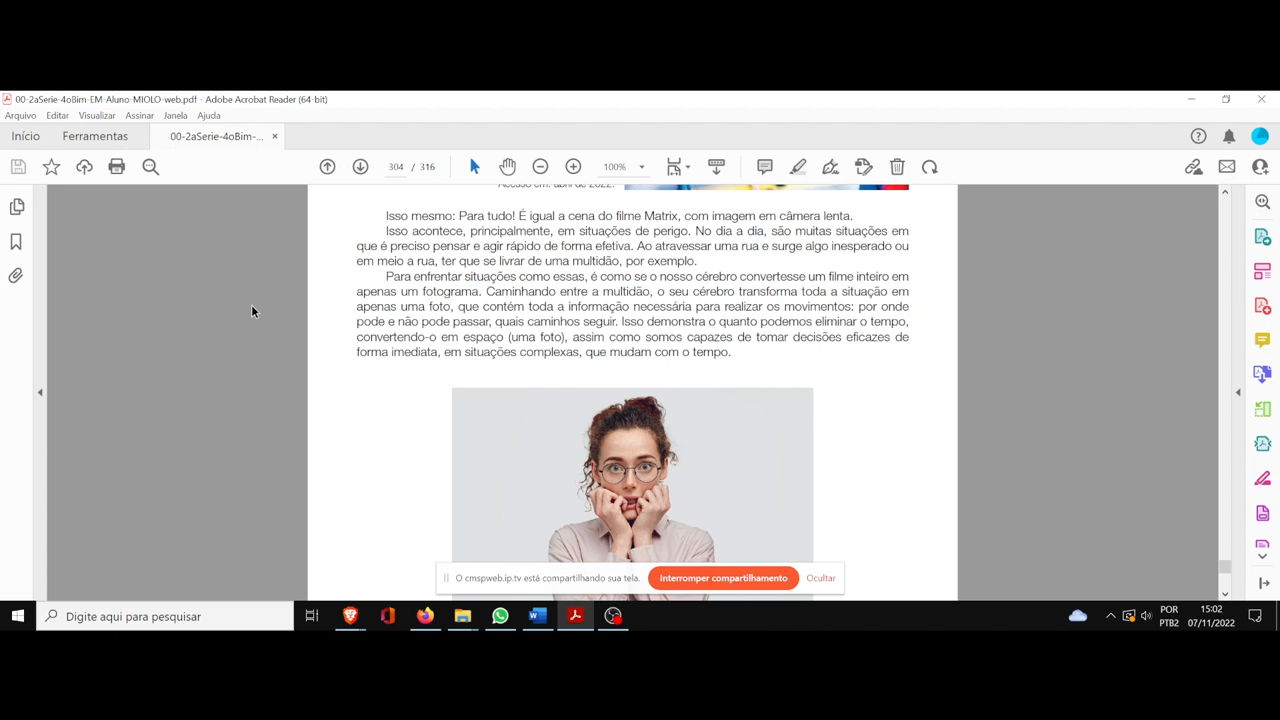 00-2aSerie-4oBim-EM-Aluno-MIOLO-web.pdf - Adobe Acrobat Reader (64-bit)
Arquivo Editar Visualizar Assinar Janela Ajuda
Início Ferramentas 00-2aSerie-4oBim-...
304 / 316 100%
Acesso em: abril de 2022.
Isso mesmo: Para tudo! É igual a cena do filme Matrix, com imagem em câmera lenta.
Isso acontece, principalmente, em situações de perigo. No dia a dia, são muitas situações em
que é preciso pensar e agir rápido de forma efetiva. Ao atravessar uma rua e surge algo inesperado ou
em meio a rua, ter que se livrar de uma multidão, por exemplo.
Para enfrentar situações como essas, é como se o nosso cérebro convertesse um filme inteiro em
apenas um fotograma. Caminhando entre a multidão, o seu cérebro transforma toda a situação em
apenas uma foto, que contém toda a informação necessária para realizar os movimentos: por onde
pode e não pode passar, quais caminhos seguir. Isso demonstra o quanto podemos eliminar o tempo,
convertendo-o em espaço (uma foto), assim como somos capazes de tomar decisões eficazes de
forma imediata, em situações complexas, que mudam com o tempo.
O cmspweb.ip.tv está compartilhando sua tela. Interromper compartilhamento Ocultar
Digite aqui para pesquisar
POR 15:02
PTB2 07/11/2022